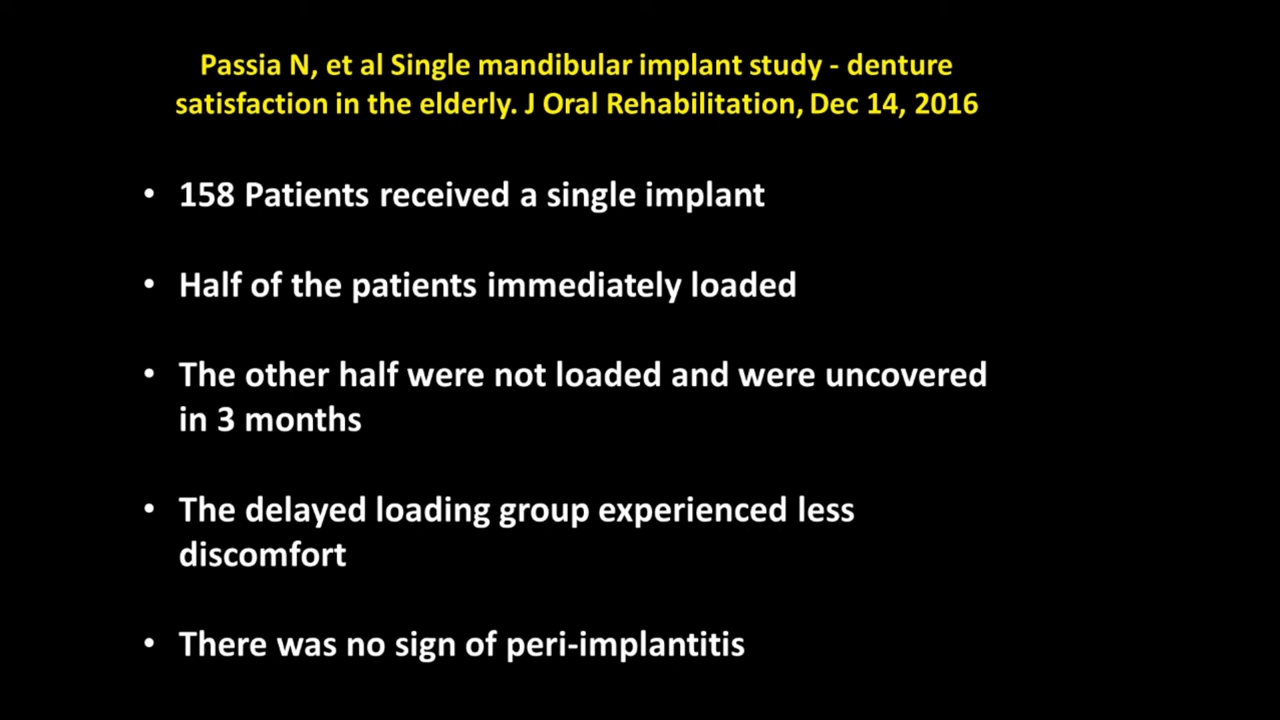 Passia N, et al Single mandibular implant study - denture
satisfaction in the elderly. J Oral Rehabilitation, Dec 14, 2016
• 158 Patients received a single implant
• Half of the patients immediately loaded
• The other half were not loaded and were uncovered
in 3 months
• The delayed loading group experienced less
discomfort
• There was no sign of peri-implantitis